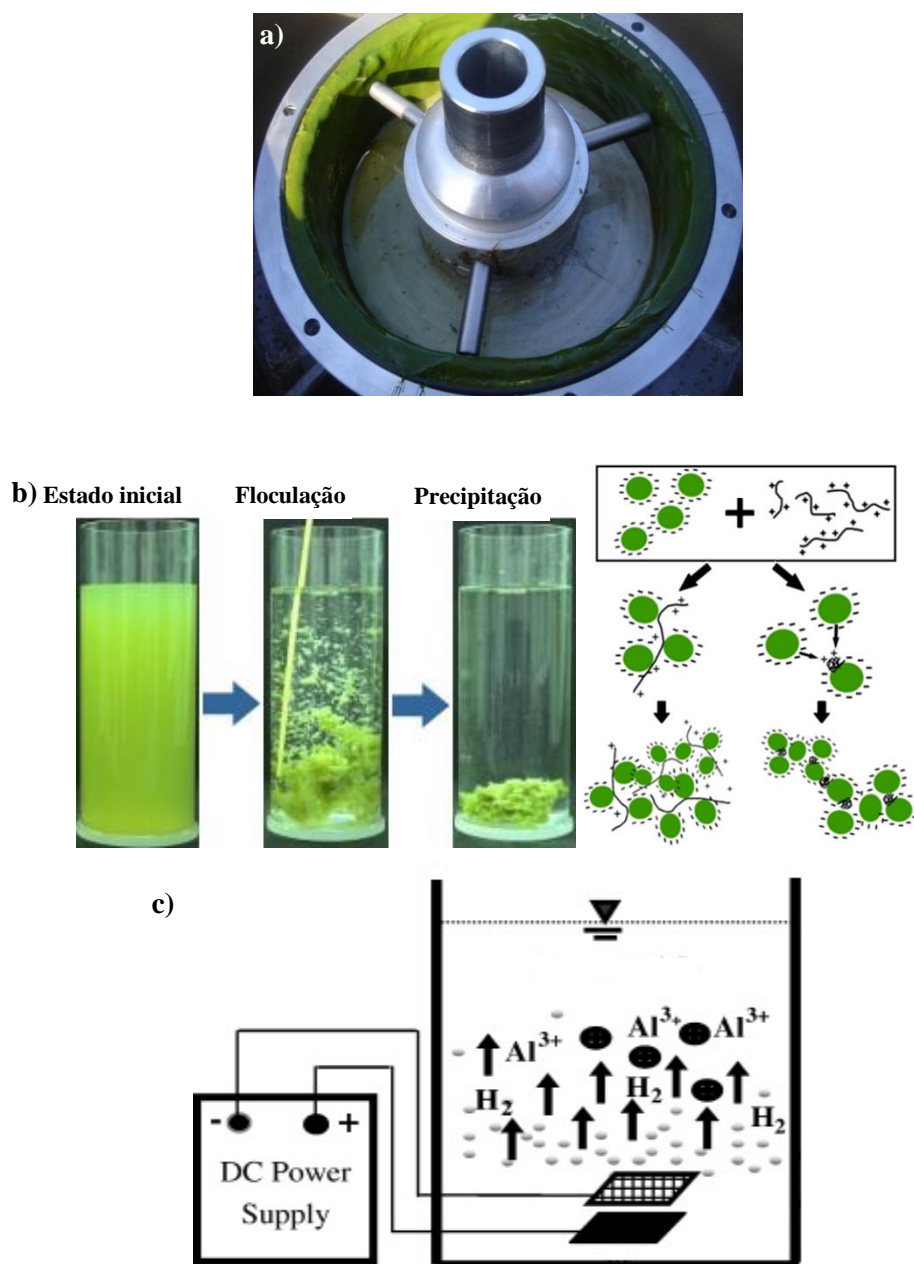 a)
b) Estado inicial Floculação Precipitação
c)
Al³⁺ Al³⁺ Al³⁺
H₂ H₂ H₂
- +
DC Power
Supply